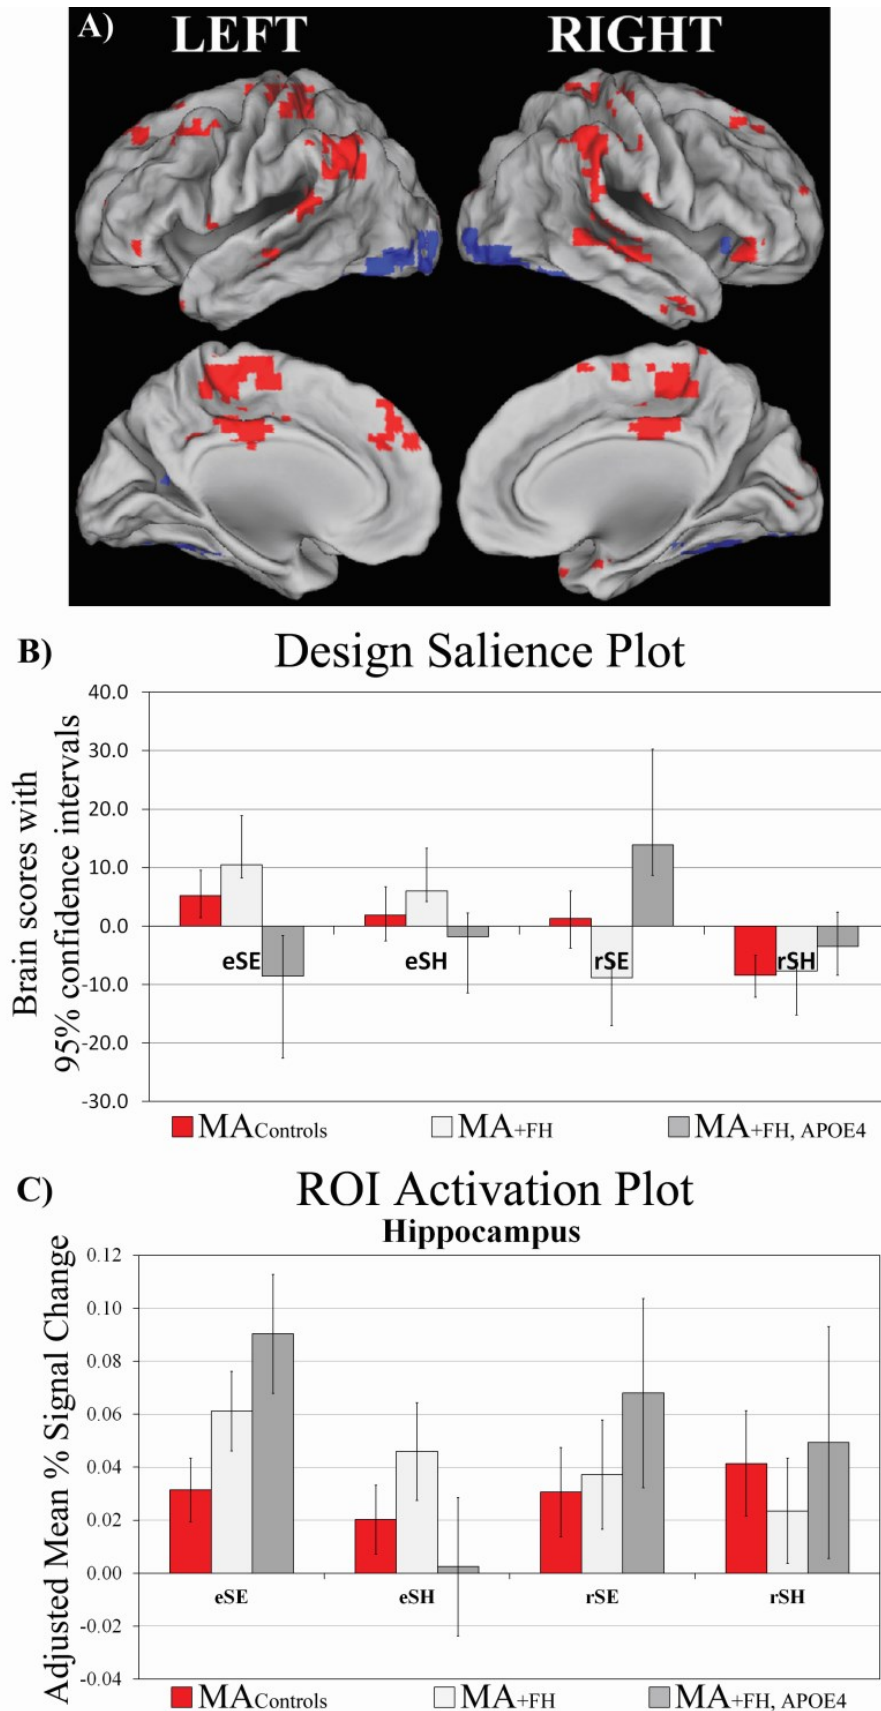 A)
LEFT RIGHT
B) Design Salience Plot
Brain scores with
95% confidence intervals
40.0
30.0
20.0
10.0
0.0
-10.0
-20.0
-30.0
eSE eSH rSE rSH
MAControls MA+FH MA+FH, APOE4
C) ROI Activation Plot
Hippocampus
Adjusted Mean % Signal Change
0.12
0.10
0.08
0.06
0.04
0.02
0.00
-0.02
-0.04
eSE eSH rSE rSH
MAControls MA+FH MA+FH, APOE4